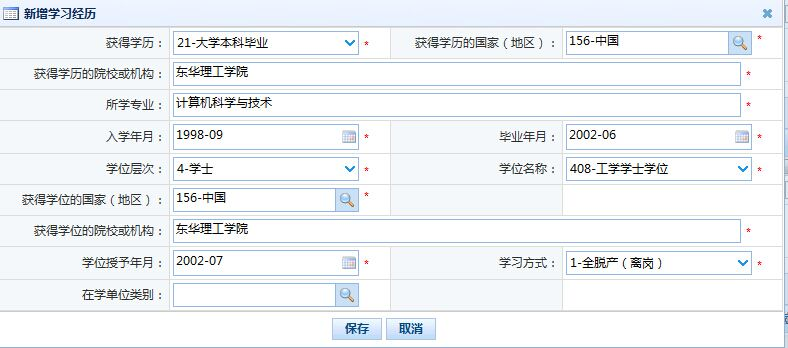 新增学习经历
获得学历： 21-大学本科毕业 * 获得学历的国家（地区）： 156-中国 *
获得学历的院校或机构： 东华理工学院 *
所学专业： 计算机科学与技术 *
入学年月： 1998-09 * 毕业年月： 2002-06 *
学位层次： 4-学士 * 学位名称： 408-工学学士学位 *
获得学位的国家（地区）： 156-中国 *
获得学位的院校或机构： 东华理工学院 *
学位授予年月： 2002-07 * 学习方式： 1-全脱产（离岗） *
在学单位类别：
保存 取消